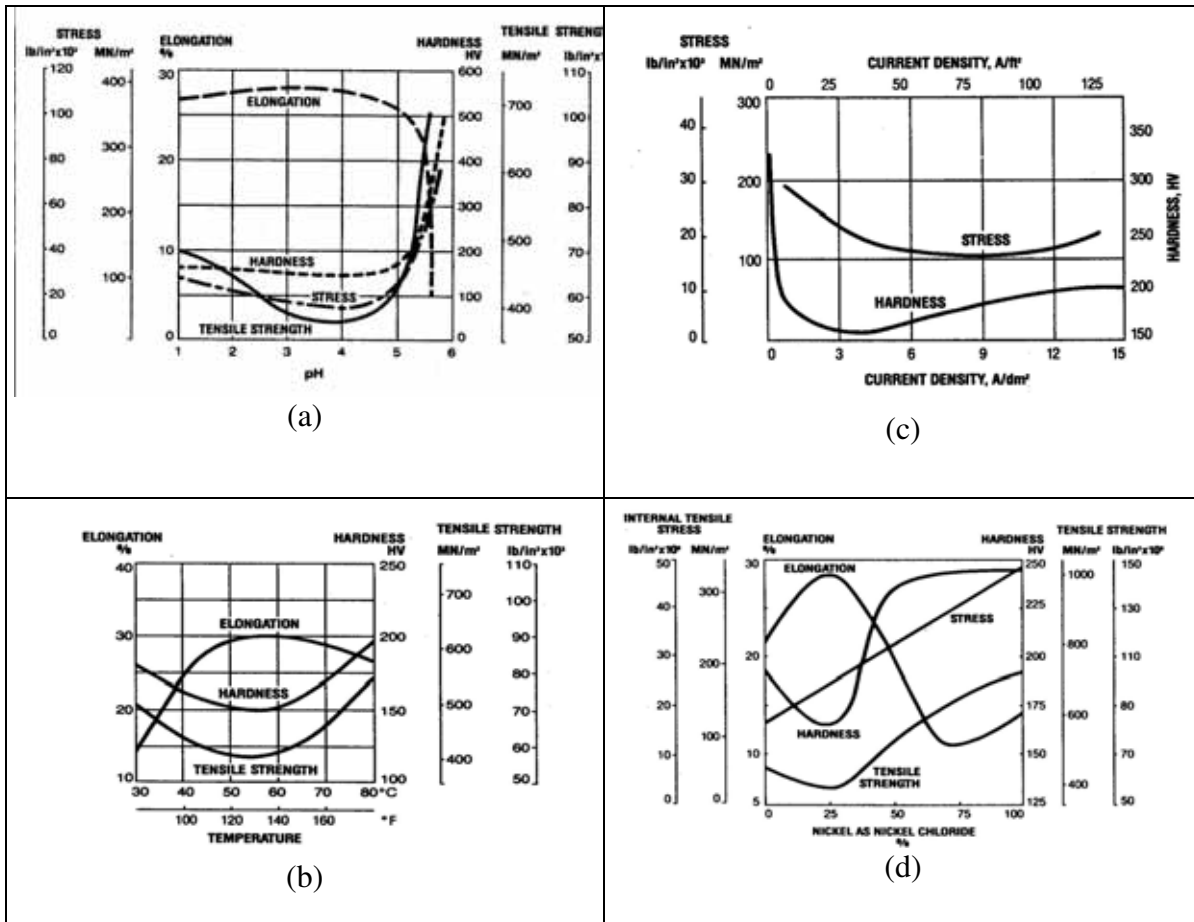 STRESS
lb/in²x10³ MN/m²
120
100
80
60
40
20
0
400
300
200
100
ELONGATION
%
30
20
10
0
HARDNESS
HV
600
500
400
300
200
100
0
TENSILE STRENGT
MN/m² lb/in²x1
700
600
500
400
110
100
90
80
70
60
50
ELONGATION
HARDNESS
STRESS
TENSILE STRENGTH
1 2 3 4 5 6
pH
(a)
STRESS
lb/in²x10³ MN/m²
40
30
20
10
0
300
200
100
CURRENT DENSITY, A/ft²
0 25 50 75 100 125
350
300
250
200
150
HARDNESS, HV
STRESS
HARDNESS
0 3 6 9 12 15
CURRENT DENSITY, A/dm²
(c)
ELONGATION
%
40
30
20
10
HARDNESS
HV
250
200
150
100
TENSILE STRENGTH
MN/m² lb/in²x10³
700
600
500
400
110
100
90
80
70
60
50
ELONGATION
HARDNESS
TENSILE STRENGTH
30 40 50 60 70 80 °C
100 120 140 160 °F
TEMPERATURE
(b)
INTERNAL TENSILE
STRESS
lb/in²x10³ MN/m²
50
40
30
20
10
0
300
200
100
0
ELONGATION
%
30
25
20
15
10
5
HARDNESS
HV
250
225
200
175
150
125
TENSILE STRENGTH
MN/m² lb/in²x10³
1000
800
600
400
150
130
110
80
70
50
ELONGATION
STRESS
HARDNESS
TENSILE
STRENGTH
0 25 50 75 100
NICKEL AS NICKEL CHLORIDE
%
(d)